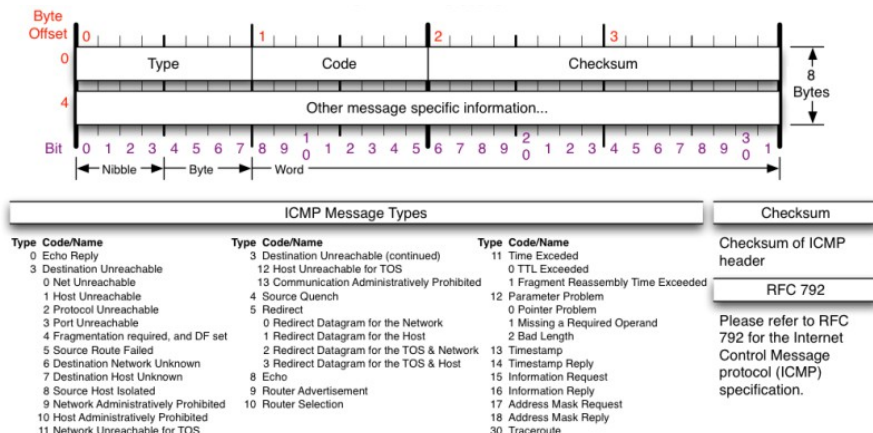 Byte
Offset
0 1 2 3
0 Type Code Checksum
8
Bytes
4 Other message specific information...
Bit 0 1 2 3 4 5 6 7 8 9 10 1 2 3 4 5 6 7 8 9 20 1 2 3 4 5 6 7 8 9 30 1
Nibble Byte Word
ICMP Message Types
Type Code/Name
0 Echo Reply
3 Destination Unreachable
0 Net Unreachable
1 Host Unreachable
2 Protocol Unreachable
3 Port Unreachable
4 Fragmentation required, and DF set
5 Source Route Failed
6 Destination Network Unknown
7 Destination Host Unknown
8 Source Host Isolated
9 Network Administratively Prohibited
10 Host Administratively Prohibited
11 Network Unreachable for TOS
Type Code/Name
3 Destination Unreachable (continued)
12 Host Unreachable for TOS
13 Communication Administratively Prohibited
4 Source Quench
5 Redirect
0 Redirect Datagram for the Network
1 Redirect Datagram for the Host
2 Redirect Datagram for the TOS & Network
3 Redirect Datagram for the TOS & Host
8 Echo
9 Router Advertisement
10 Router Selection
Type Code/Name
11 Time Exceded
0 TTL Exceeded
1 Fragment Reassembly Time Exceeded
12 Parameter Problem
0 Pointer Problem
1 Missing a Required Operand
2 Bad Length
13 Timestamp
14 Timestamp Reply
15 Information Request
16 Information Reply
17 Address Mask Request
18 Address Mask Reply
30 Traceroute
Checksum
Checksum of ICMP
header
RFC 792
Please refer to RFC
792 for the Internet
Control Message
protocol (ICMP)
specification.